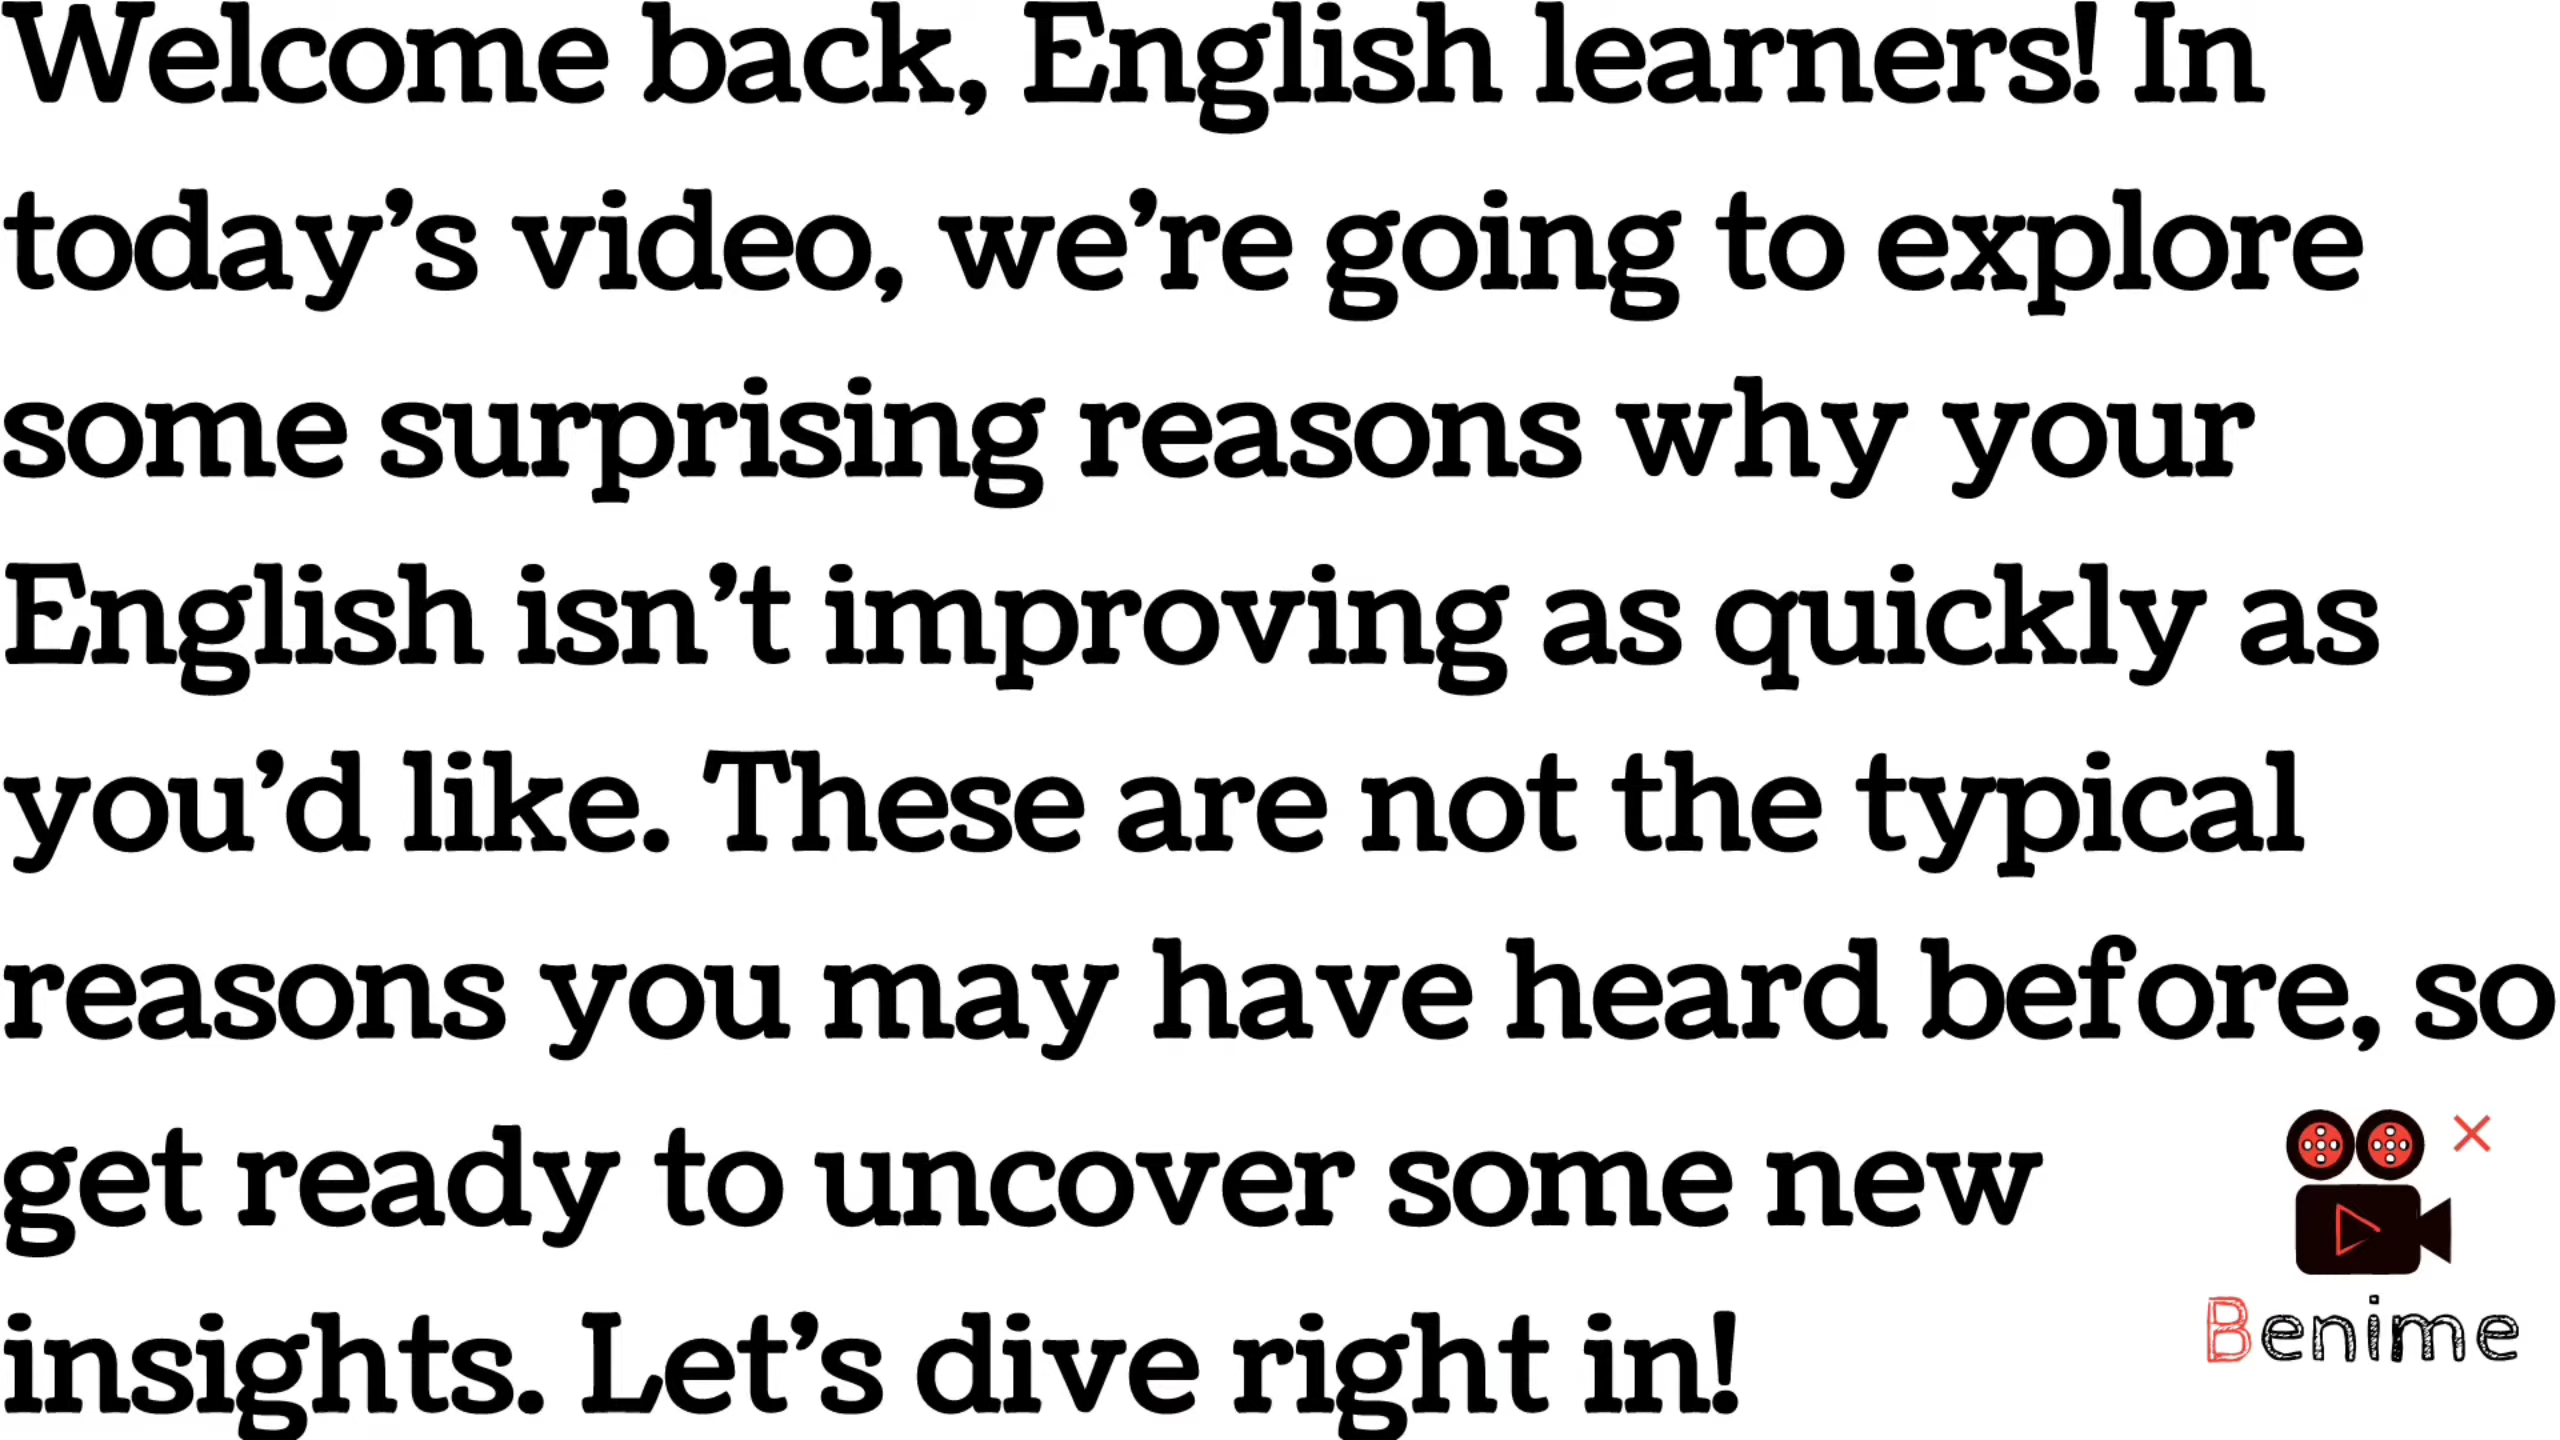 Welcome back, English learners! In
today’s video, we’re going to explore
some surprising reasons why your
English isn’t improving as quickly as
you’d like. These are not the typical
reasons you may have heard before, so
get ready to uncover some new
insights. Let’s dive right in!
Benime